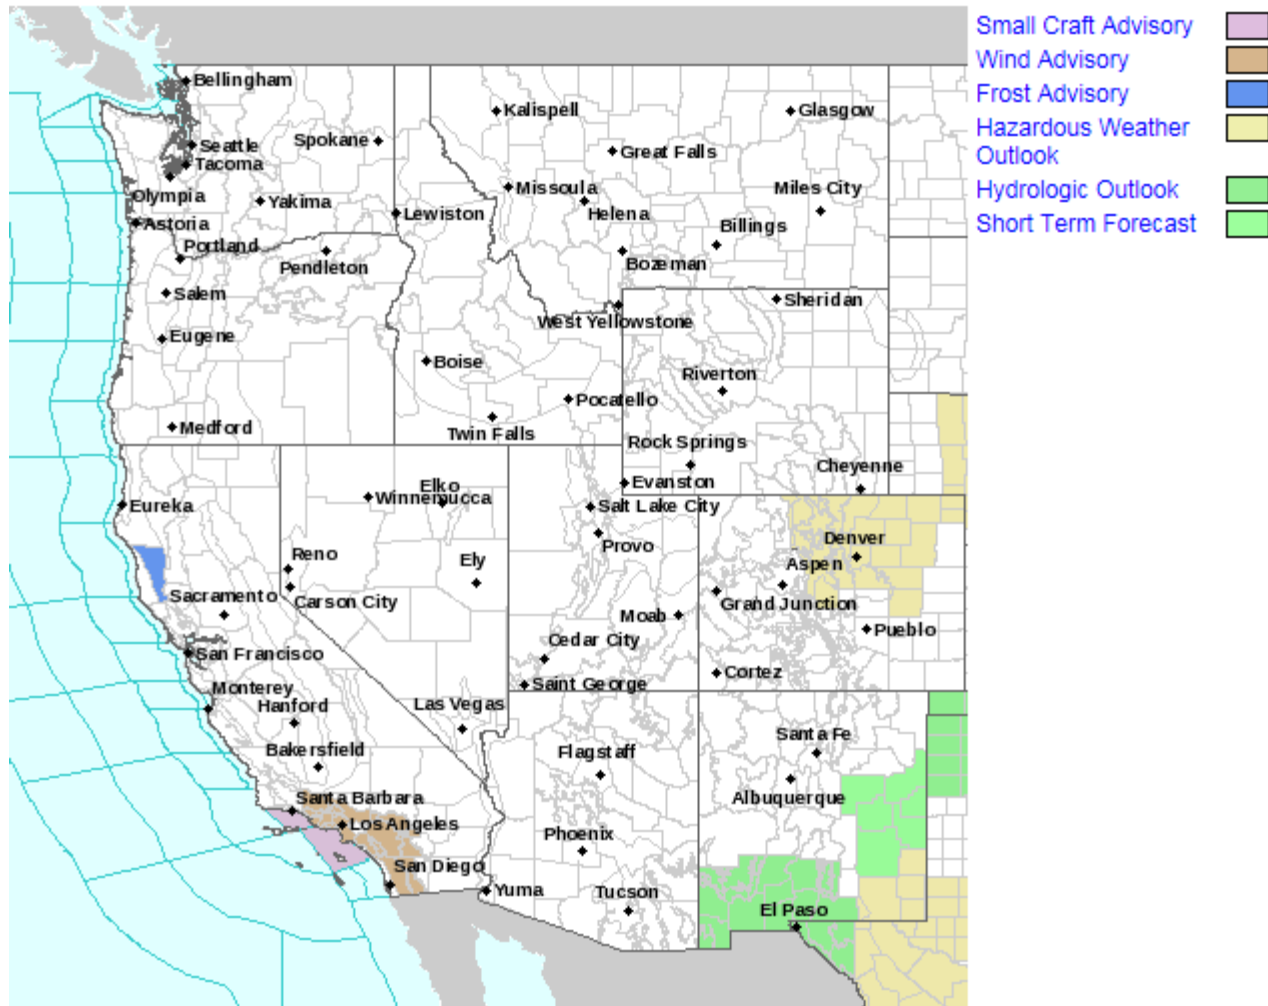 Small Craft Advisory
Wind Advisory
Frost Advisory
Hazardous Weather
Outlook
Hydrologic Outlook
Short Term Forecast
Bellingham
Kalispell
Glasgow
Seattle
Spokane
Great Falls
Tacoma
Olympia
Missoula
Miles City
Yakima
Lewiston
Helena
Astoria
Billings
Portland
Pendleton
Bozeman
Salem
Sheridan
West Yellowstone
Eugene
Boise
Riverton
Pocatello
Medford
Twin Falls
Rock Springs
Cheyenne
Evanston
Elko
Winnemucca
Eureka
Salt Lake City
Denver
Provo
Reno
Ely
Aspen
Sacramento
Carson City
Grand Junction
Moab
Pueblo
Cedar City
San Francisco
Cortez
Saint George
Monterey
Hanford
Las Vegas
Santa Fe
Bakersfield
Flagstaff
Santa Barbara
Albuquerque
Los Angeles
Phoenix
San Diego
Yuma
Tucson
El Paso